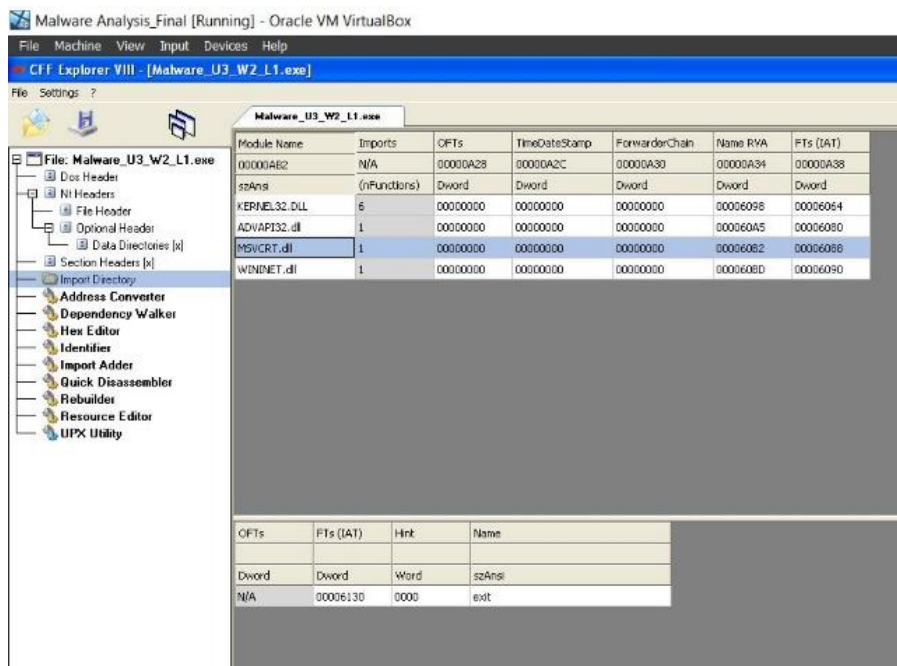 Malware Analysis_Final [Running] - Oracle VM VirtualBox
File Machine View Input Devices Help
CFF Explorer VIII - [Malware_U3_W2_L1.exe]
File Settings ?
Malware_U3_W2_L1.exe
File: Malware_U3_W2_L1.exe
Dos Header
Nt Headers
File Header
Optional Header
Data Directories [x]
Section Headers [x]
Import Directory
Address Converter
Dependency Walker
Hex Editor
Identifier
Import Adder
Quick Disassembler
Rebuilder
Resource Editor
UPX Utility
Module Name Imports OFTs TimeDateStamp ForwarderChain Name RVA FTs (IAT)
00000AB2 N/A 00000A28 00000A2C 00000A30 00000A34 00000A38
szAnsi (nFunctions) Dword Dword Dword Dword Dword
KERNEL32.DLL 6 00000000 00000000 00000000 00006098 00006064
ADVAPI32.dll 1 00000000 00000000 00000000 000060A5 00006080
MSVCRT.dll 1 00000000 00000000 00000000 000060B2 00006088
WININET.dll 1 00000000 00000000 00000000 000060BD 00006090
OFTs FTs (IAT) Hint Name
Dword Dword Word szAnsi
N/A 00006130 0000 exit